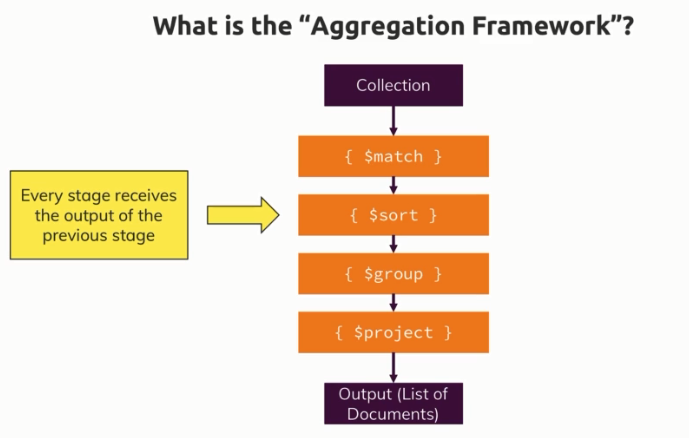 What is the “Aggregation Framework”?
Collection
{ $match }
Every stage receives
the output of the
previous stage
{ $sort }
{ $group }
{ $project }
Output (List of
Documents)